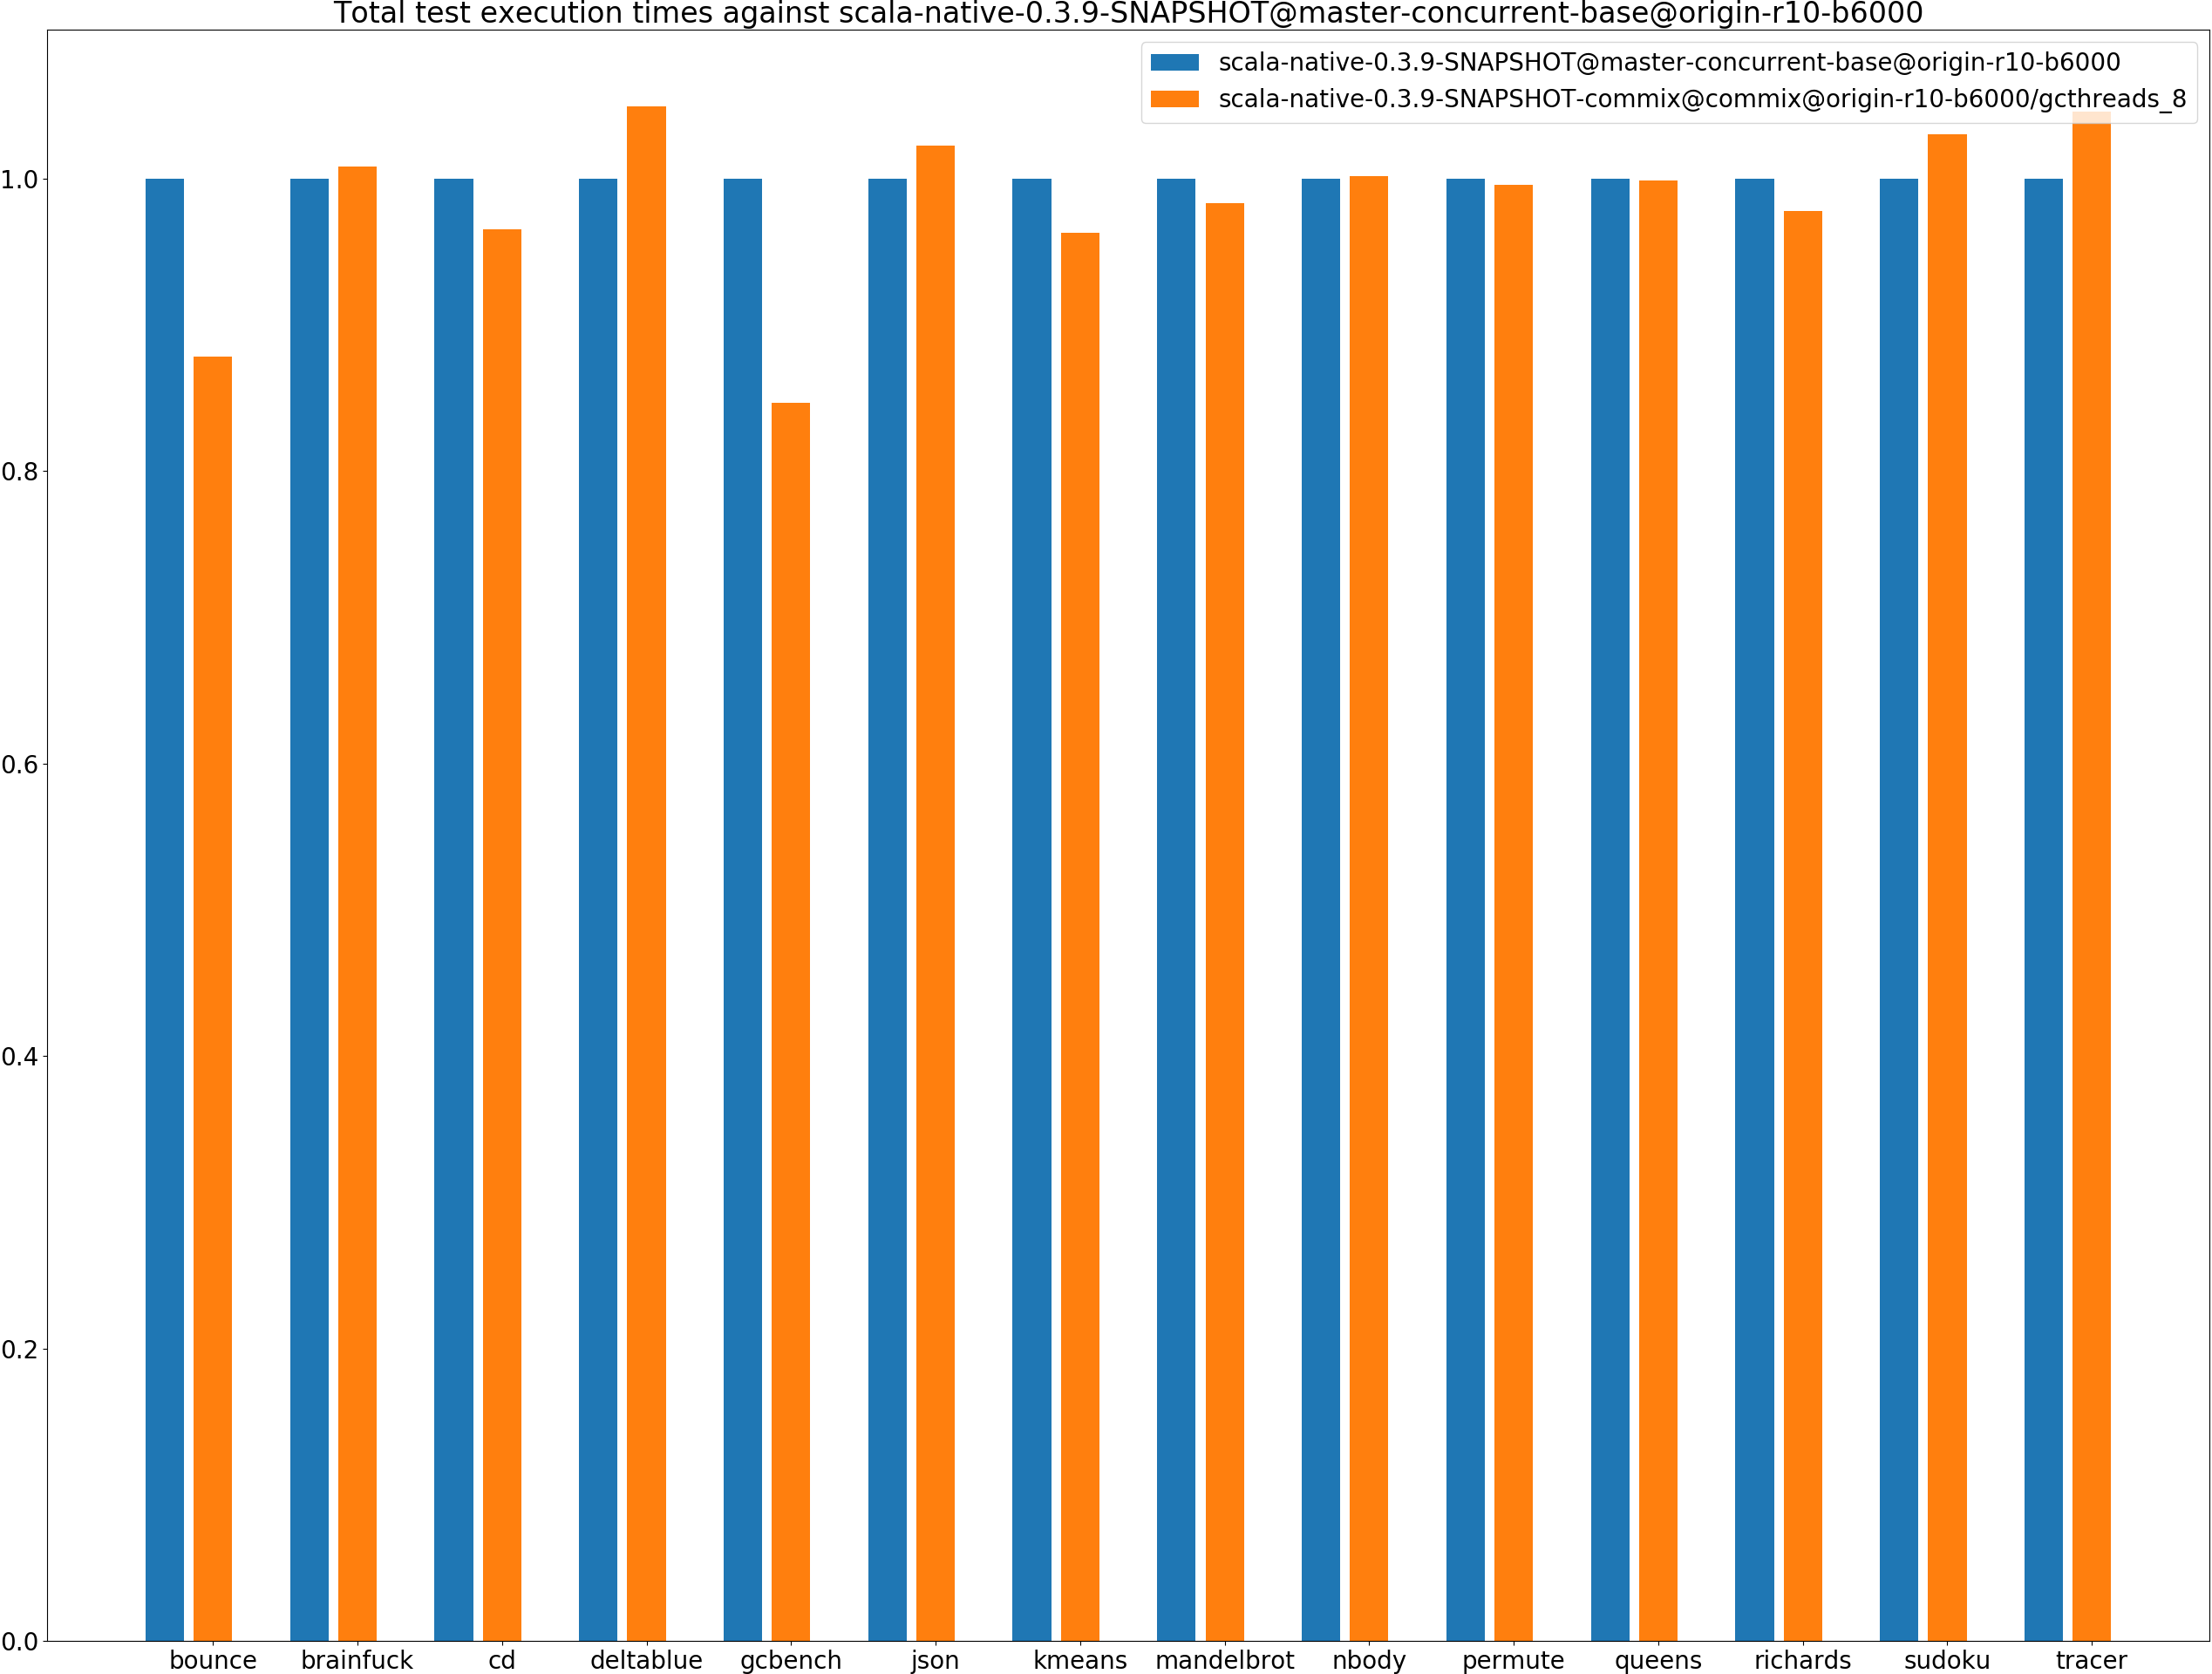 Total test execution times against scala-native-0.3.9-SNAPSHOT@master-concurrent-base@origin-r10-b6000
scala-native-0.3.9-SNAPSHOT@master-concurrent-base@origin-r10-b6000
scala-native-0.3.9-SNAPSHOT-commix@commix@origin-r10-b6000/gcthreads_8
1.0
0.8
0.6
0.4
0.2
0.0
bounce brainfuck cd deltablue gcbench json kmeans mandelbrot nbody permute queens richards sudoku tracer